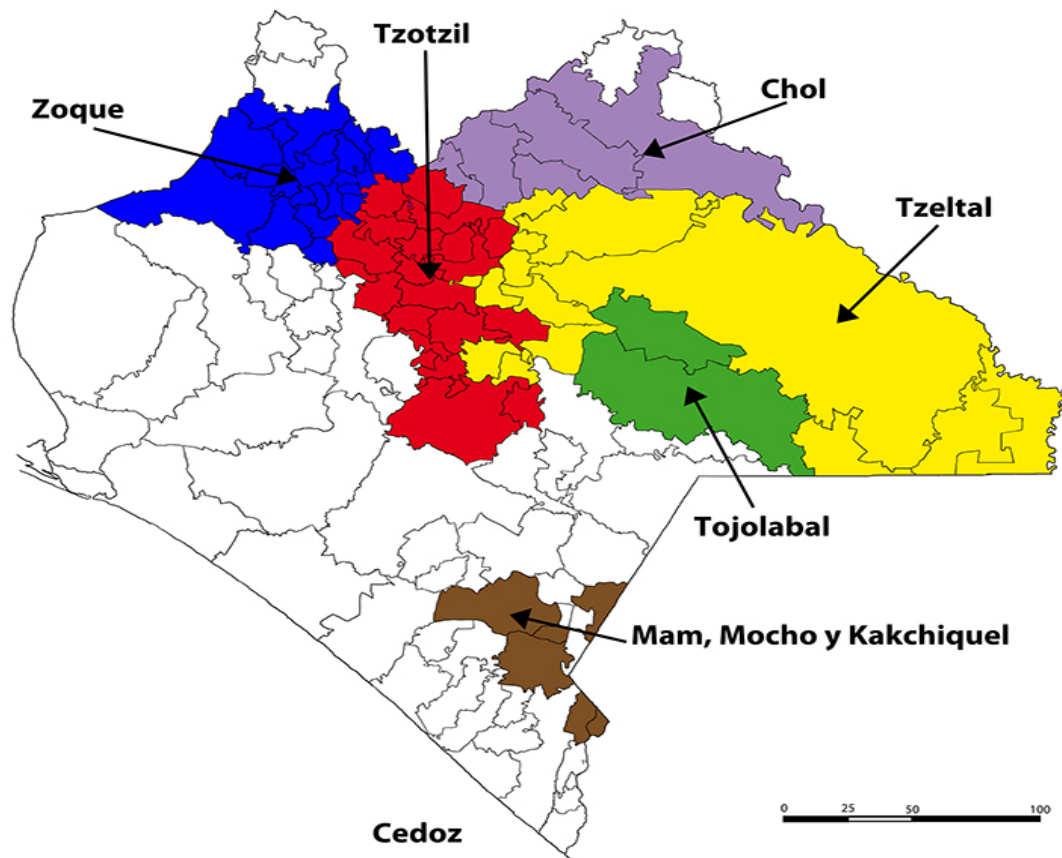 Tzotzil
Zoque
Chol
Tzeltal
Tojolabal
Mam, Mocho y Kakchiquel
Cedoz
0 25 50 100